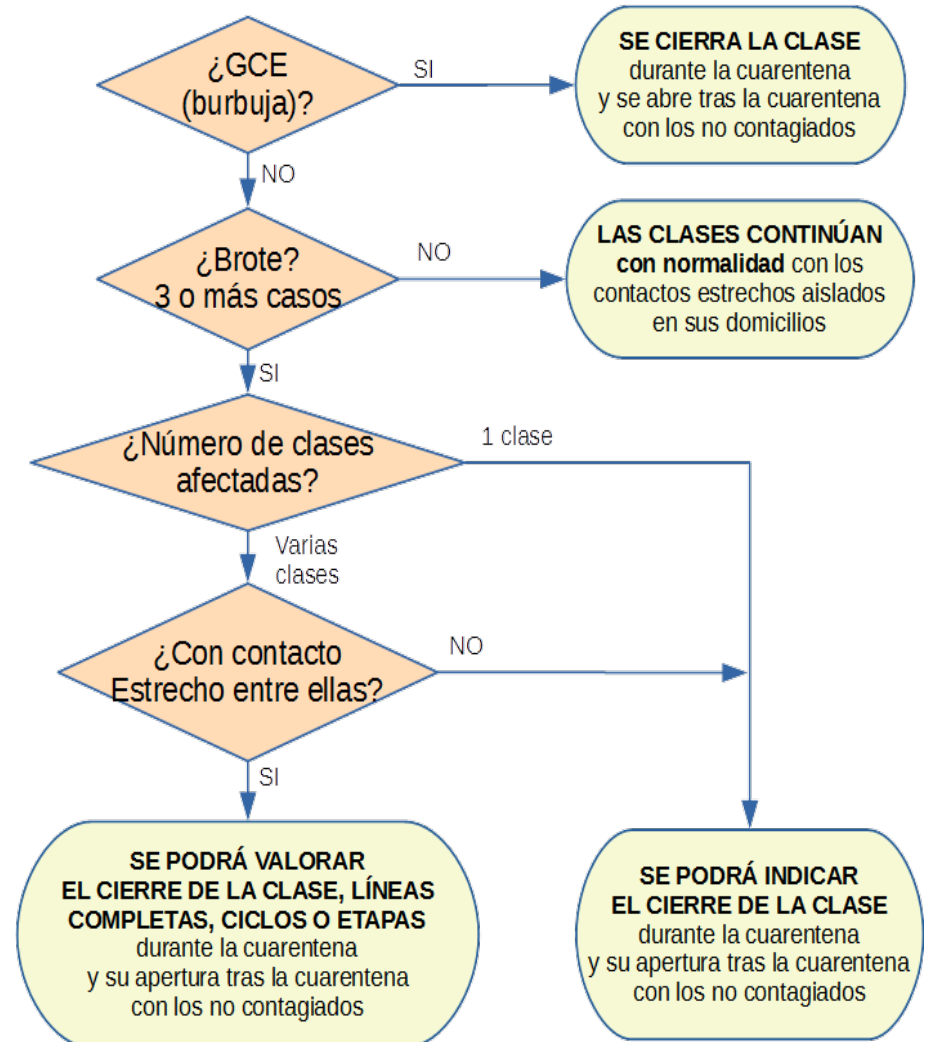 ¿GCE
(burbuja)?
SI
SE CIERRA LA CLASE
durante la cuarentena
y se abre tras la cuarentena
con los no contagiados
NO
¿Brote?
3 o más casos
NO
LAS CLASES CONTINÚAN
con normalidad con los
contactos estrechos aislados
en sus domicilios
SI
¿Número de clases
afectadas?
1 clase
Varias
clases
¿Con contacto
Estrecho entre ellas?
NO
SI
SE PODRÁ VALORAR
EL CIERRE DE LA CLASE, LÍNEAS
COMPLETAS, CICLOS O ETAPAS
durante la cuarentena
y su apertura tras la cuarentena
con los no contagiados
SE PODRÁ INDICAR
EL CIERRE DE LA CLASE
durante la cuarentena
y su apertura tras la cuarentena
con los no contagiados